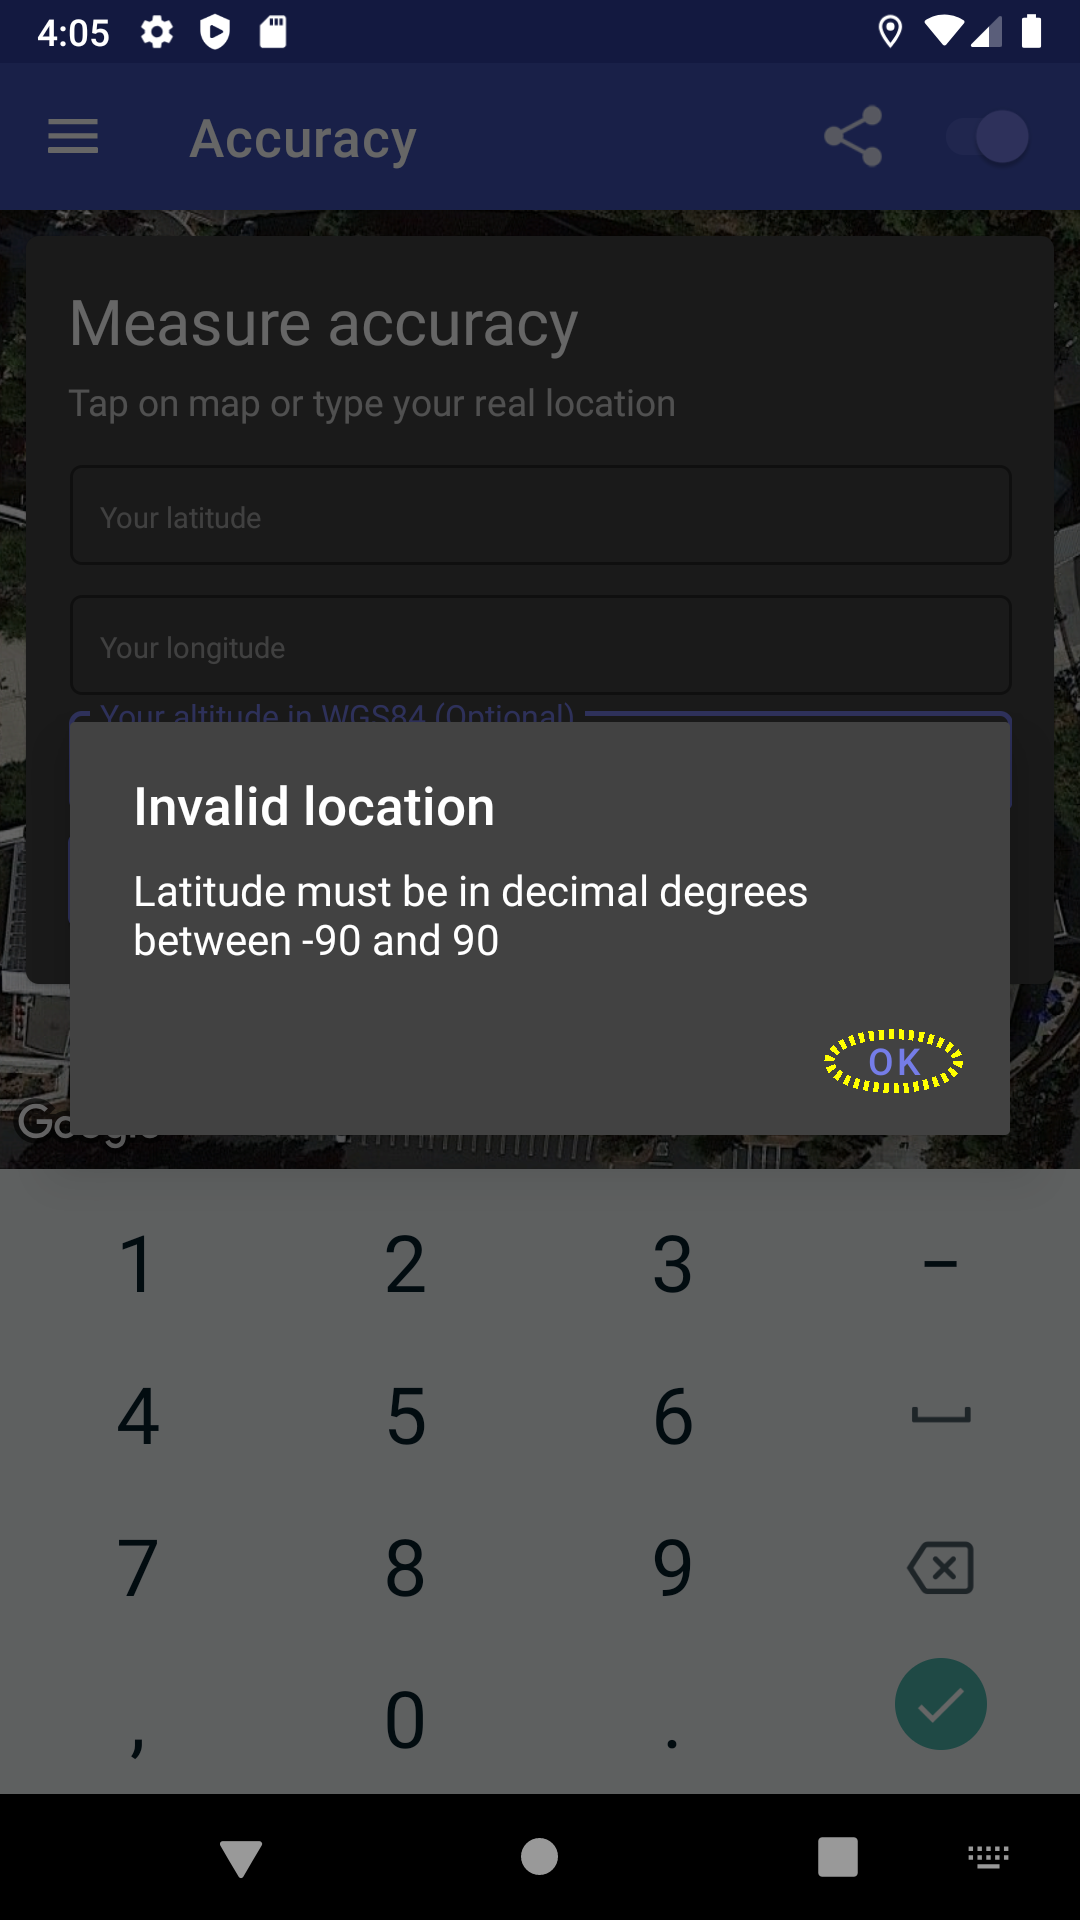 4:05
Accuracy
Measure accuracy
Tap on map or type your real location
Your latitude
Your longitude
Your altitude in WGS84 (Optional)
Invalid location
Latitude must be in decimal degrees
between -90 and 90
OK
Google
1 2 3 –
4 5 6
7 8 9
, 0 .